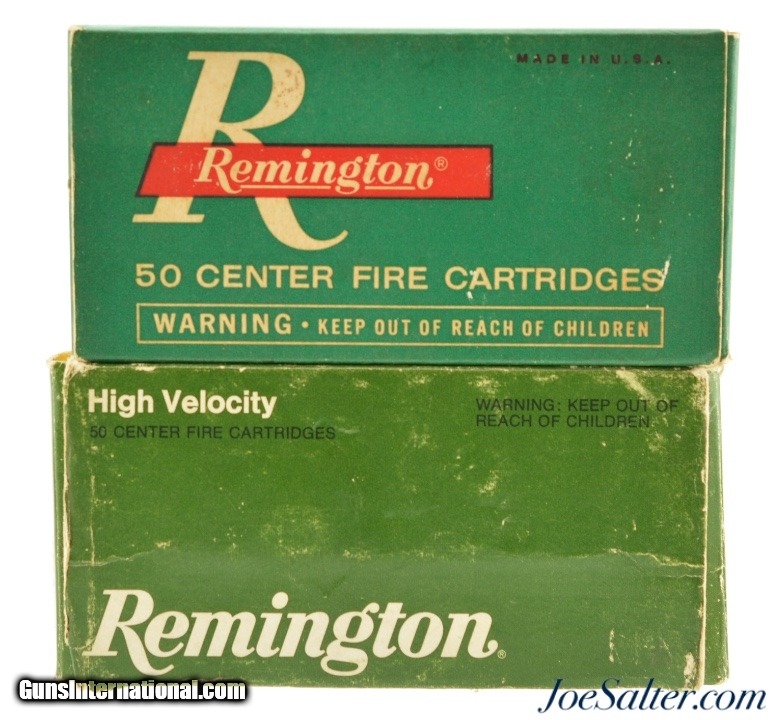 MADE IN U.S.A.
R
Remington®
50 CENTER FIRE CARTRIDGES
WARNING • KEEP OUT OF REACH OF CHILDREN
High Velocity
50 CENTER FIRE CARTRIDGES
WARNING: KEEP OUT OF
REACH OF CHILDREN.
Remington®
GunsInternational.com
JoeSalter.com